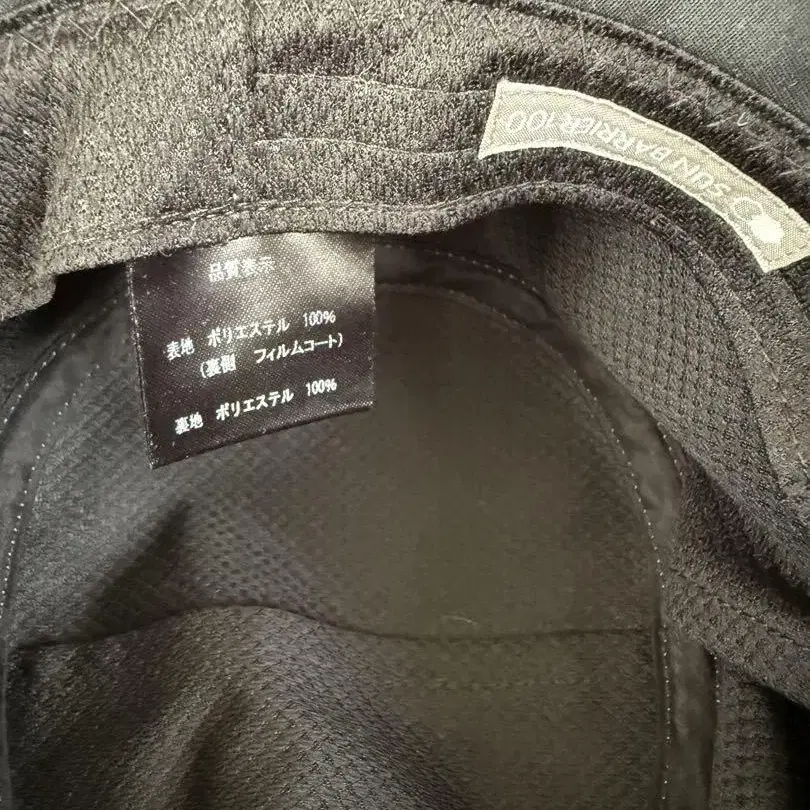 SUN BARRIER 100
品質表示
表地 ポリエステル 100%
(裏側 フィルムコート)
裏地 ポリエステル 100%